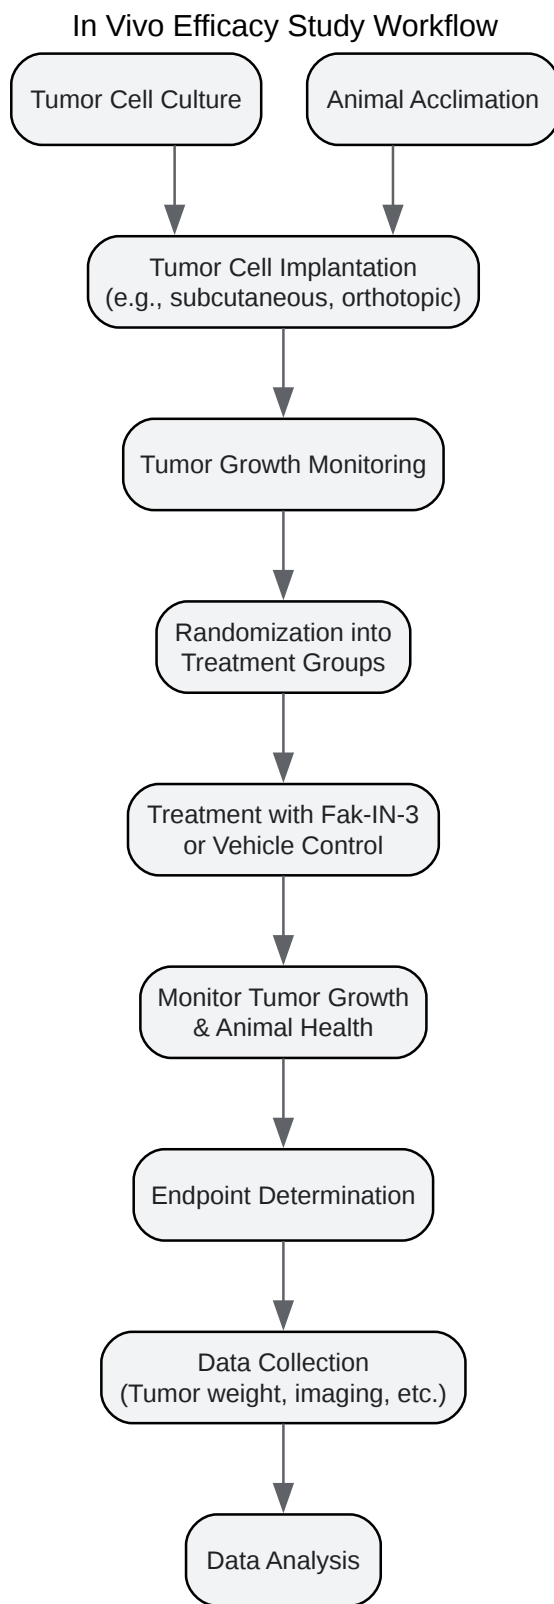 In Vivo Efficacy Study Workflow
Tumor Cell Culture
Animal Acclimation
Tumor Cell Implantation
(e.g., subcutaneous, orthotopic)
Tumor Growth Monitoring
Randomization into
Treatment Groups
Treatment with Fak-IN-3
or Vehicle Control
Monitor Tumor Growth
& Animal Health
Endpoint Determination
Data Collection
(Tumor weight, imaging, etc.)
Data Analysis